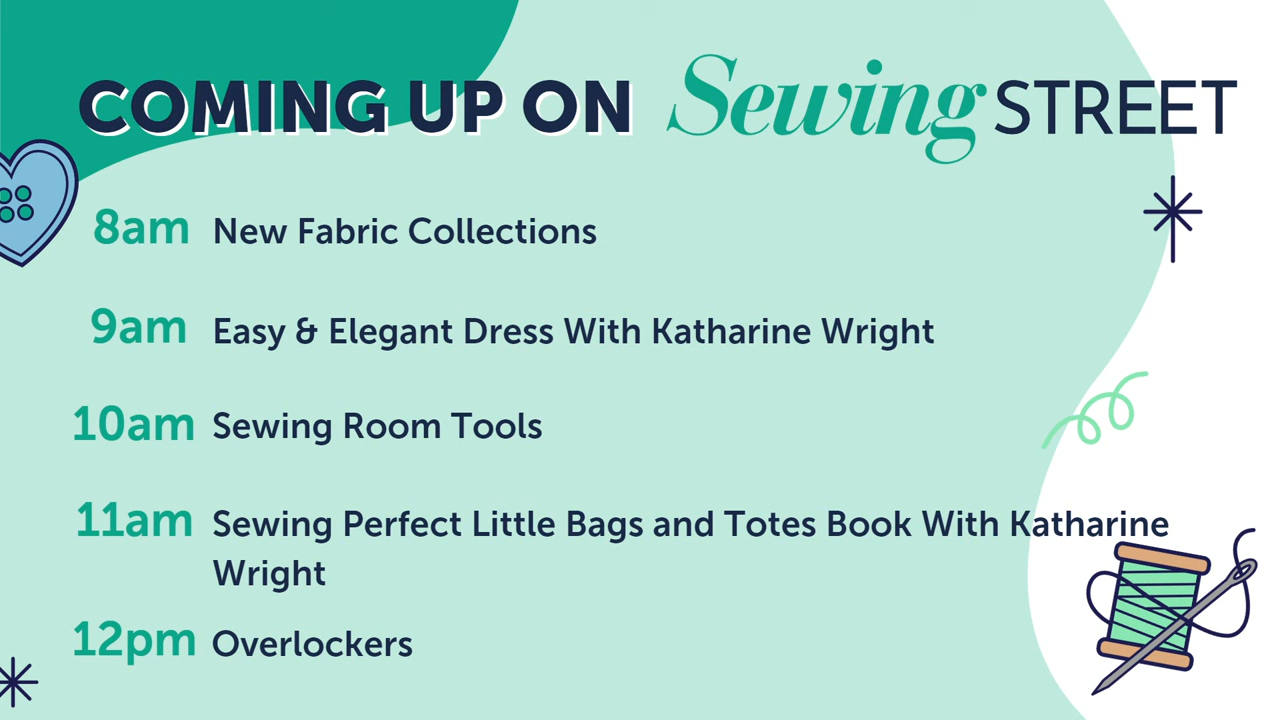 COMING UP ON Sewing STREET
8am New Fabric Collections
9am Easy & Elegant Dress With Katharine Wright
10am Sewing Room Tools
11am Sewing Perfect Little Bags and Totes Book With Katharine
Wright
12pm Overlockers